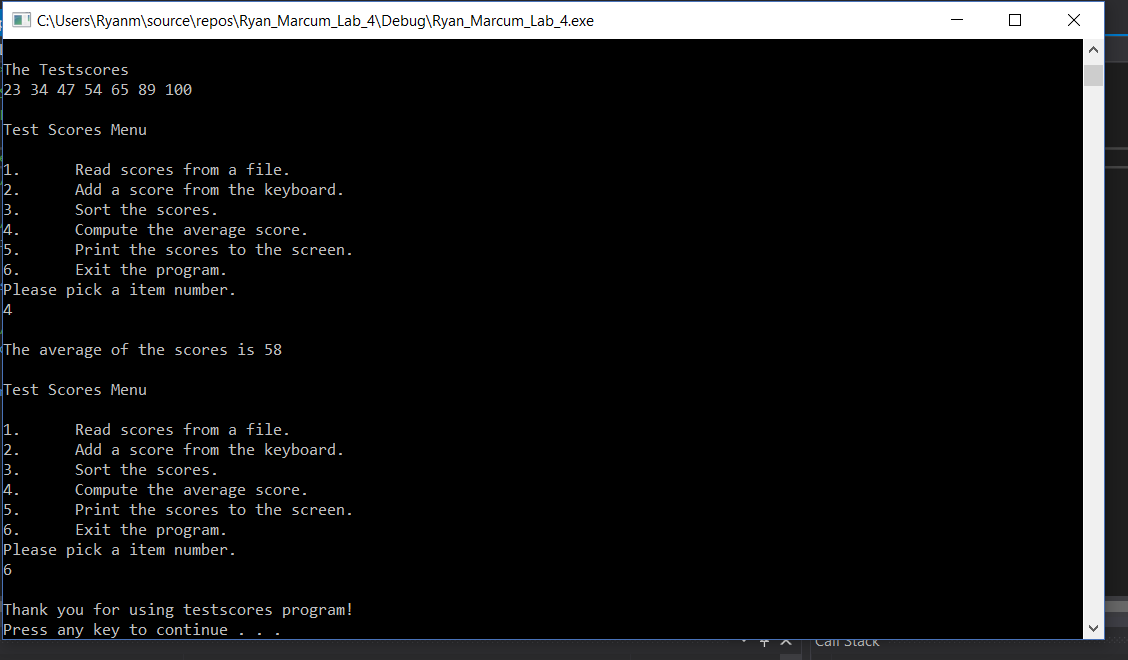 C:\Users\Ryanm\source\repos\Ryan_Marcum_Lab_4\Debug\Ryan_Marcum_Lab_4.exe
The Testscores
23 34 47 54 65 89 100
Test Scores Menu
1. Read scores from a file.
2. Add a score from the keyboard.
3. Sort the scores.
4. Compute the average score.
5. Print the scores to the screen.
6. Exit the program.
Please pick a item number.
4
The average of the scores is 58
Test Scores Menu
1. Read scores from a file.
2. Add a score from the keyboard.
3. Sort the scores.
4. Compute the average score.
5. Print the scores to the screen.
6. Exit the program.
Please pick a item number.
6
Thank you for using testscores program!
Press any key to continue . . .
Call Stack